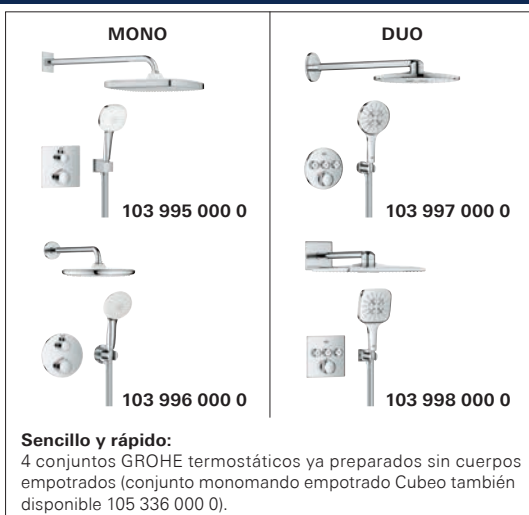 MONO
DUO
103 995 000 0
103 997 000 0
103 996 000 0
103 998 000 0
Sencillo y rápido:
4 conjuntos GROHE termostáticos ya preparados sin cuerpos
empotrados (conjunto monomando empotrado Cubeo también
disponible 105 336 000 0).